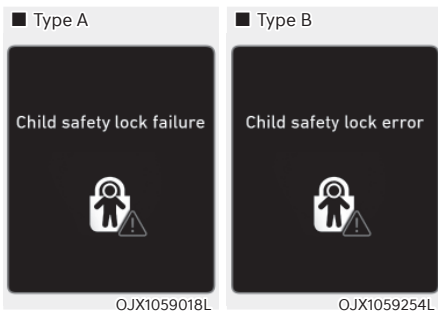 ■ Type A
Child safety lock failure
OJX1059018L
■ Type B
Child safety lock error
OJX1059254L